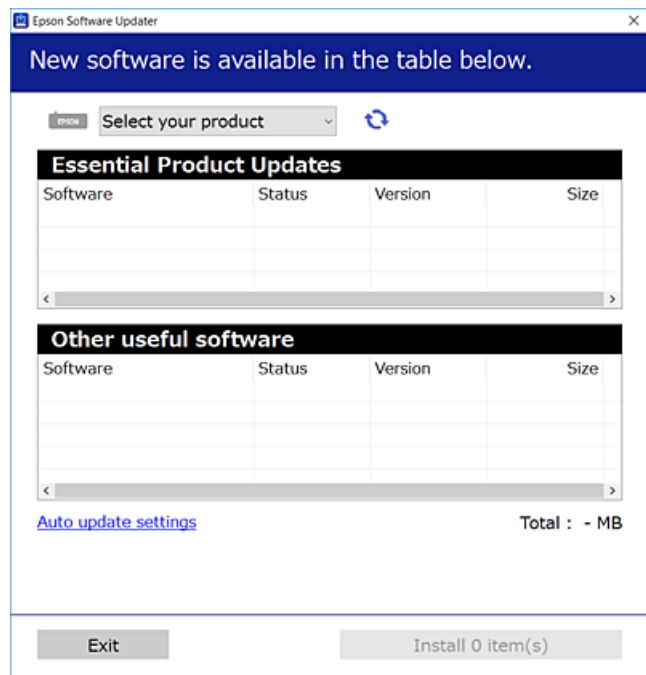 Epson Software Updater
New software is available in the table below.
EPSON Select your product
Essential Product Updates
Software Status Version Size
Other useful software
Software Status Version Size
Auto update settings Total : - MB
Exit Install 0 item(s)